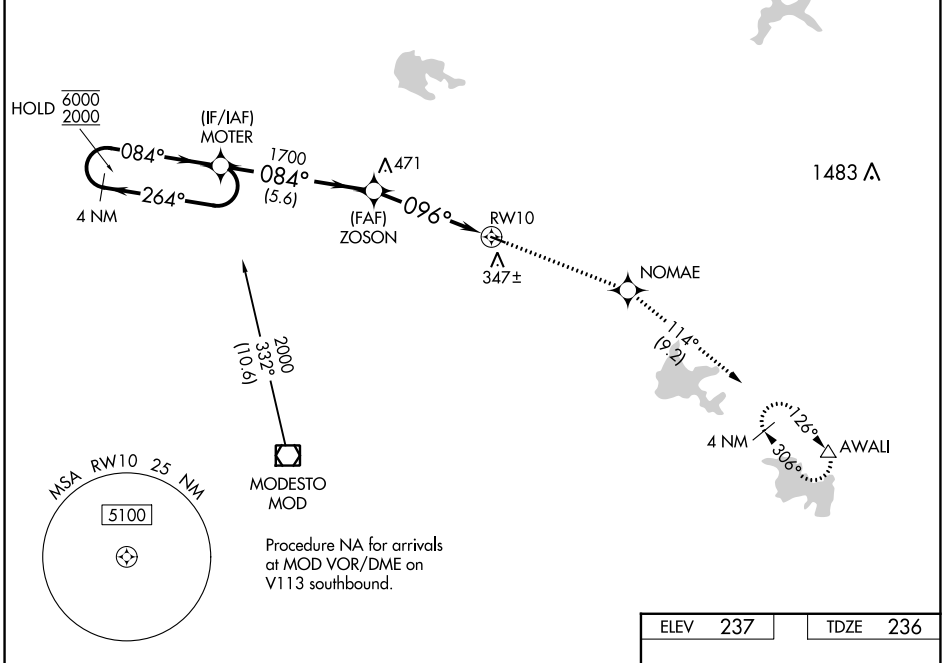 HOLD 6000
2000
084°
264°
4 NM
(IF/IAF)
MOTER
1700
084°
(5.6)
471
(FAF)
ZOSON
096°
RW10
347±
1483
NOMAE
114°
(9.2)
4 NM
126°
306°
AWALI
2000
332°
(10.6)
MODESTO
MOD
MSA RW10 25 NM
5100
Procedure NA for arrivals
at MOD VOR/DME on
V113 southbound.
ELEV 237
TDZE 236